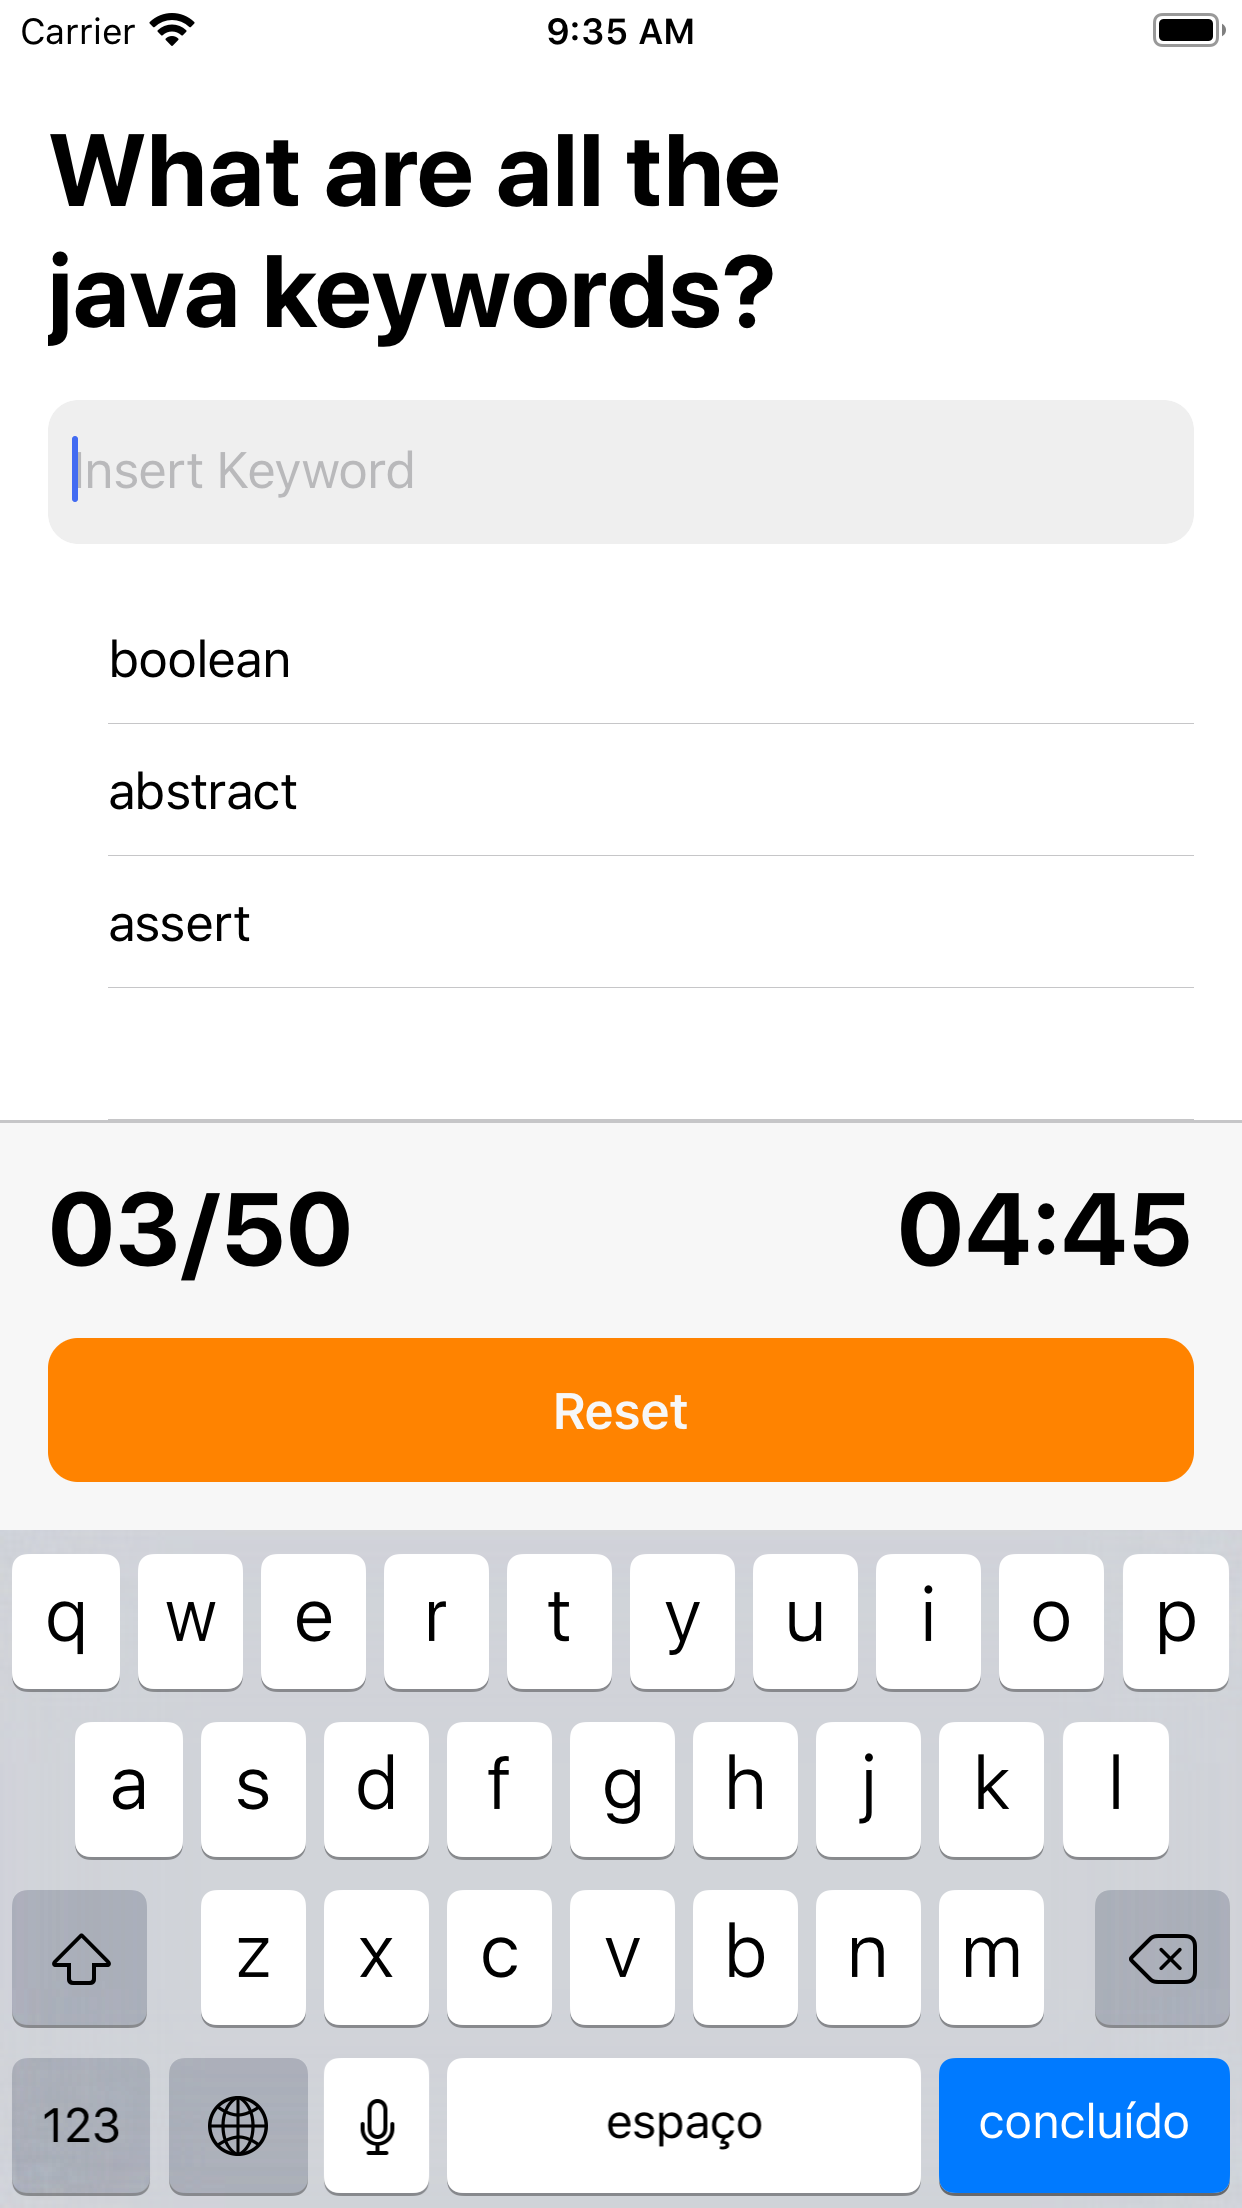 Carrier 9:35 AM
What are all the
java keywords?
Insert Keyword
boolean
abstract
assert
03/50 04:45
Reset
q w e r t y u i o p
a s d f g h j k l
z x c v b n m
123 espaço concluído